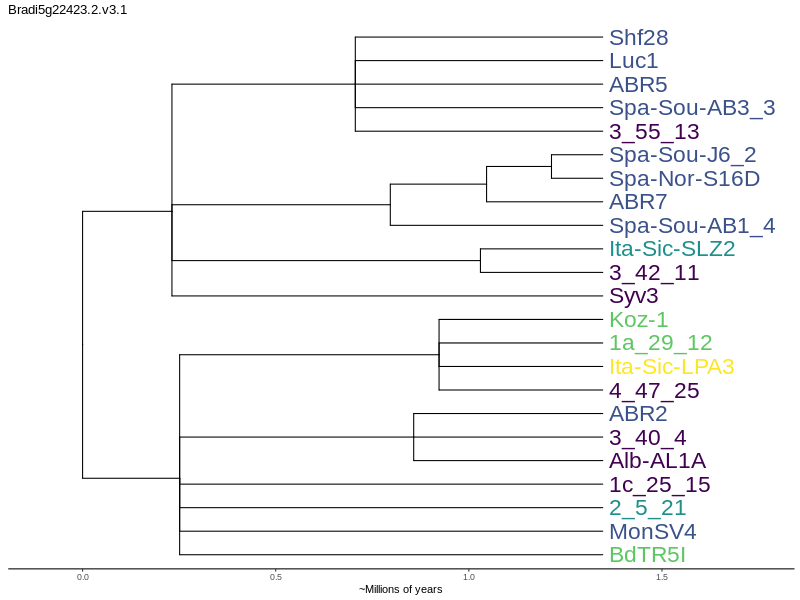 Bradi5g22423.2.v3.1
Shf28
Luc1
ABR5
Spa-Sou-AB3_3
3_55_13
Spa-Sou-J6_2
Spa-Nor-S16D
ABR7
Spa-Sou-AB1_4
Ita-Sic-SLZ2
3_42_11
Syv3
Koz-1
1a_29_12
Ita-Sic-LPA3
4_47_25
ABR2
3_40_4
Alb-AL1A
1c_25_15
2_5_21
MonSV4
BdTR5I
0.0 0.5 1.0 1.5
~Millions of years